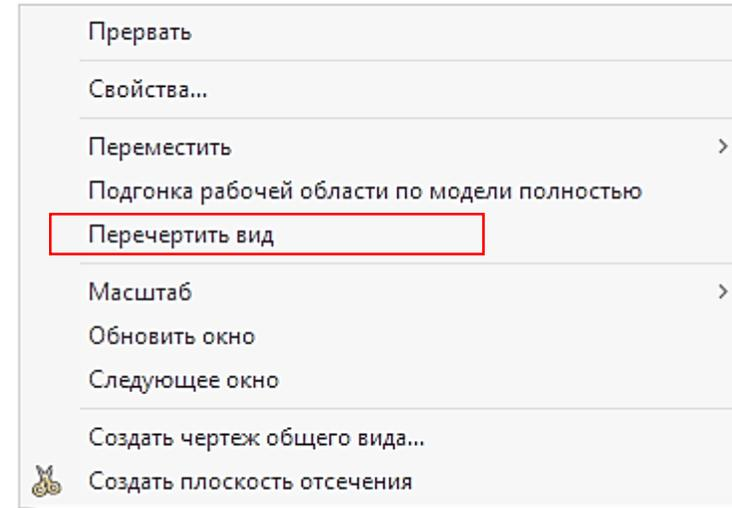 Прервать
Свойства...
Переместить
Подгонка рабочей области по модели полностью
Перечертить вид
Масштаб
Обновить окно
Следующее окно
Создать чертеж общего вида...
Создать плоскость отсечения